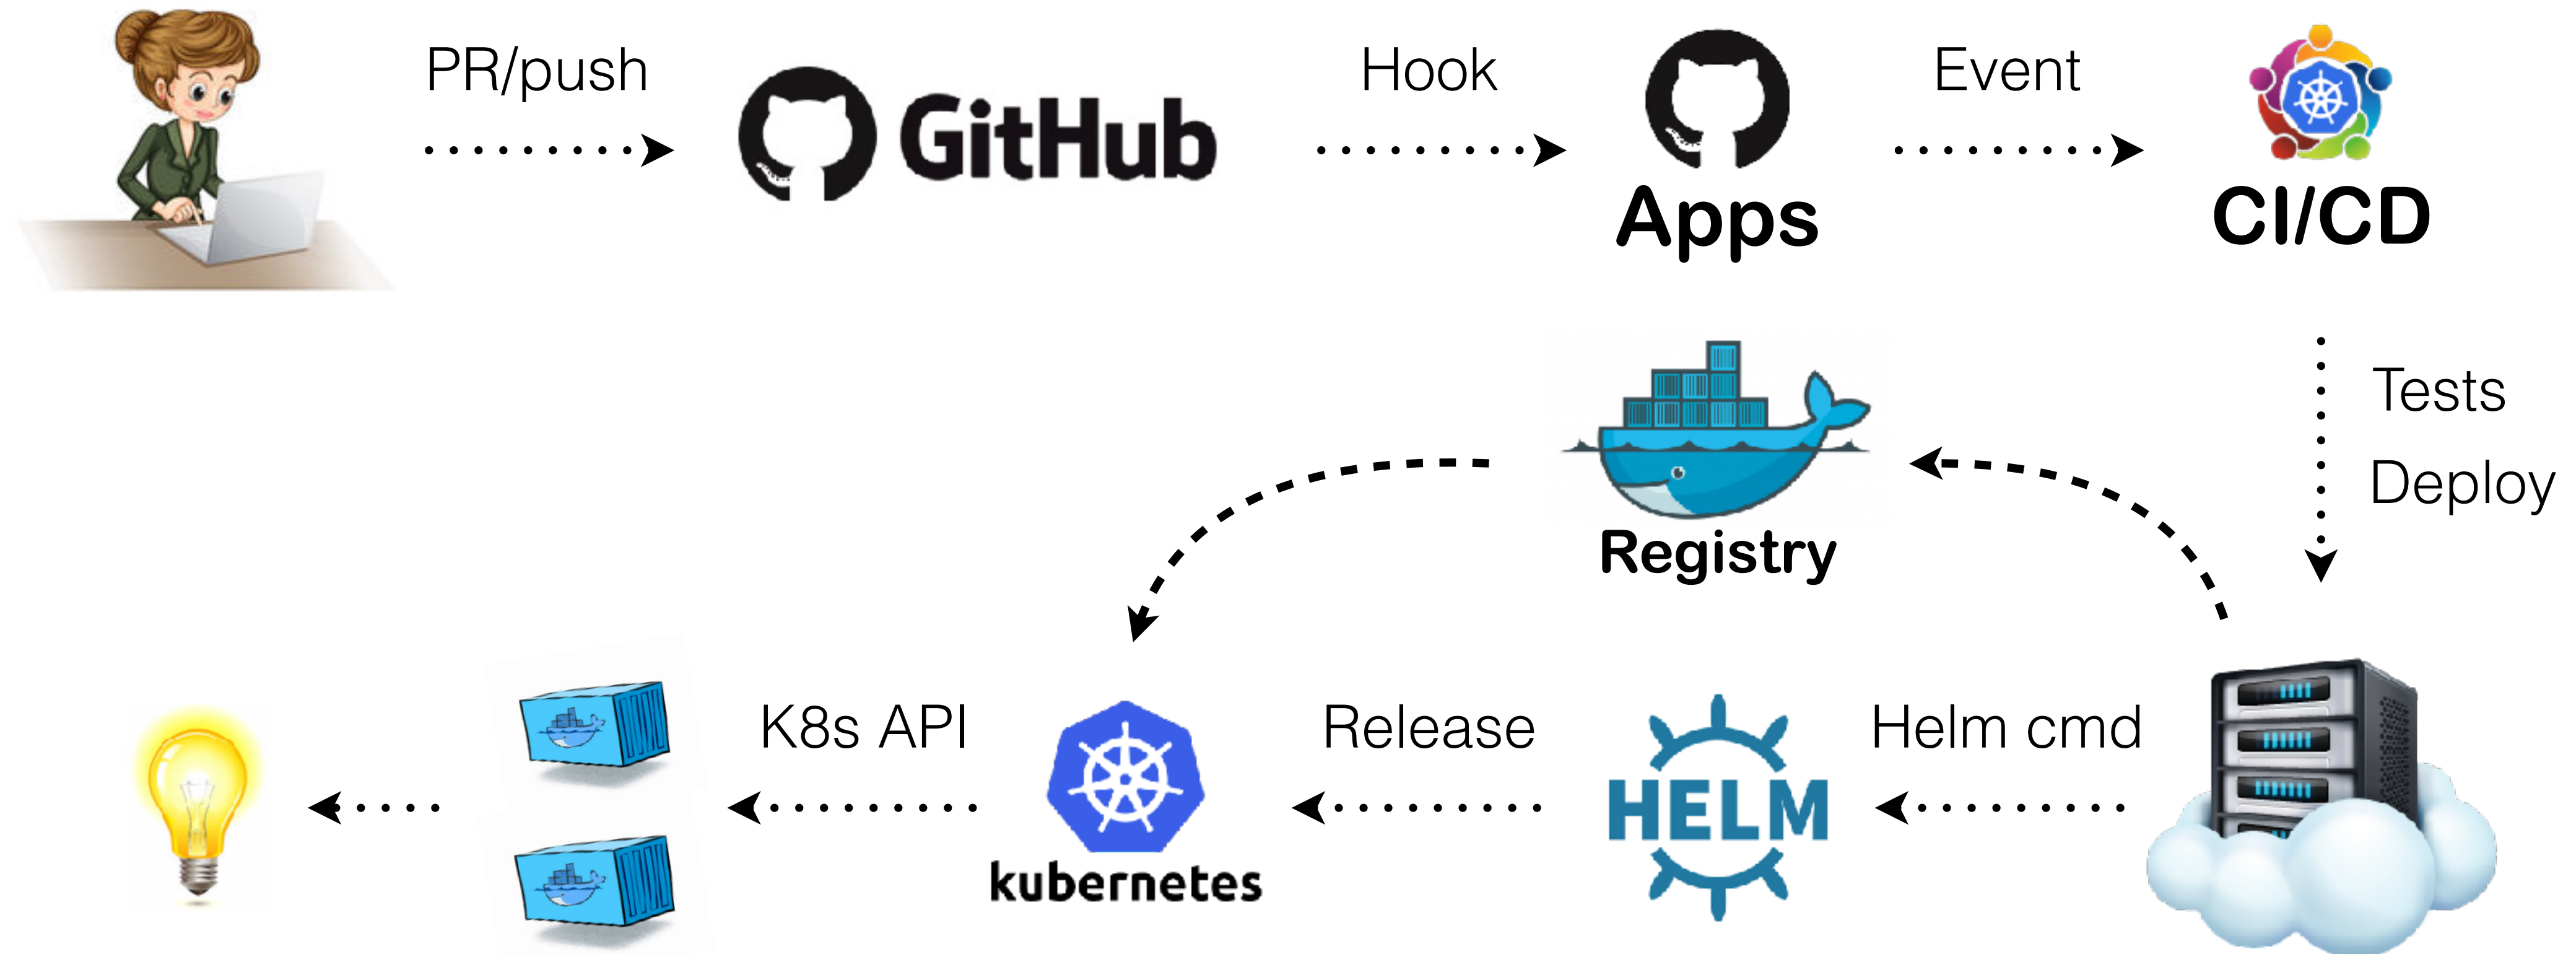 PR/push
GitHub
Hook
Apps
Event
CI/CD
Tests
Deploy
Registry
K8s API
kubernetes
Release
HELM
Helm cmd